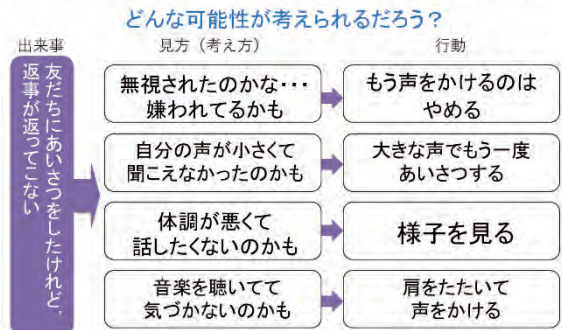 どんな可能性が考えられるだろう？
出来事
見方（考え方）
行動
友だちにあいさつをしたけれど，
返事が返ってこない
無視されたのかな・・・
嫌われてるかも
もう声をかけるのは
やめる
自分の声が小さくて
聞こえなかったのかも
大きな声でもう一度
あいさつする
体調が悪くて
話したくないのかも
様子を見る
音楽を聴いてて
気づかないのかも
肩をたたいて
声をかける